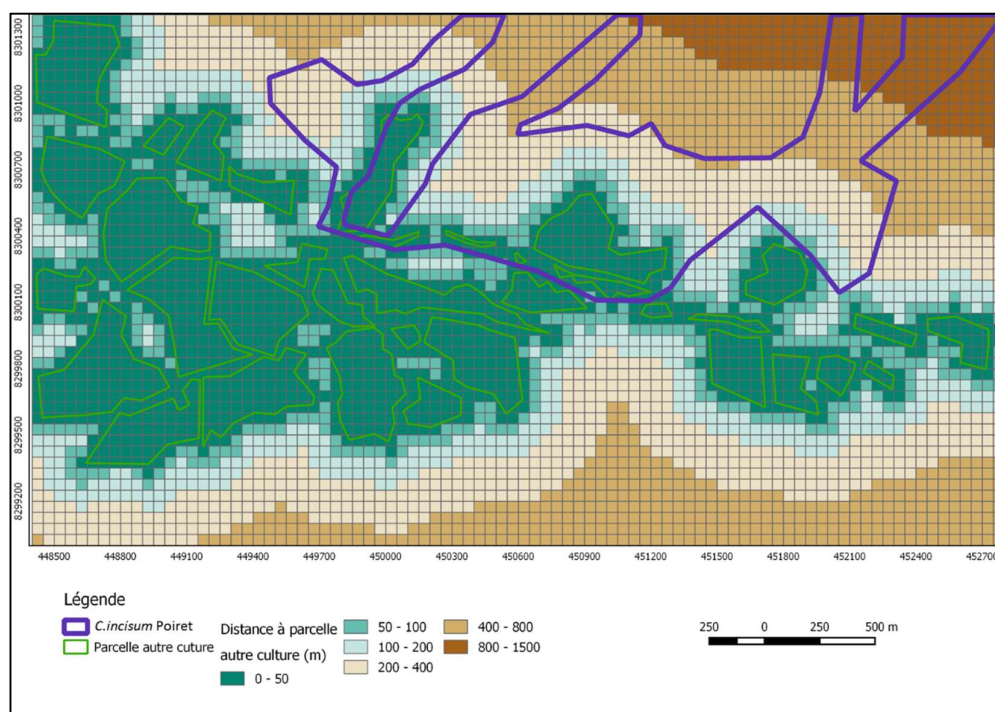 8301300
8301000
8300700
8300400
8300100
8299800
8299500
8299200
448500 448800 449100 449400 449700 450000 450300 450600 450900 451200 451500 451800 452100 452400 452700
Légende
C.incisum Poiret
Parcelle autre cuture
Distance à parcelle
autre culture (m)
0 - 50
50 - 100
100 - 200
200 - 400
400 - 800
800 - 1500
250 0 250 500 m